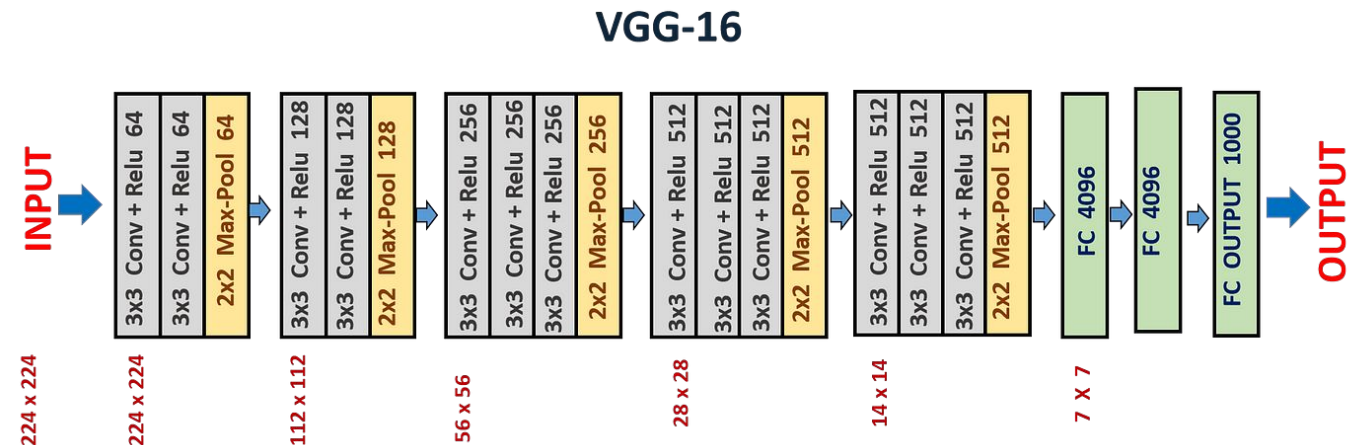 VGG-16
INPUT
3x3 Conv + Relu 64
3x3 Conv + Relu 64
2x2 Max-Pool 64
3x3 Conv + Relu 128
3x3 Conv + Relu 128
2x2 Max-Pool 128
3x3 Conv + Relu 256
3x3 Conv + Relu 256
3x3 Conv + Relu 256
2x2 Max-Pool 256
3x3 Conv + Relu 512
3x3 Conv + Relu 512
3x3 Conv + Relu 512
2x2 Max-Pool 512
3x3 Conv + Relu 512
3x3 Conv + Relu 512
3x3 Conv + Relu 512
2x2 Max-Pool 512
FC 4096
FC 4096
FC OUTPUT 1000
OUTPUT
224 x 224
224 x 224
112 x 112
56 x 56
28 x 28
14 x 14
7 X 7